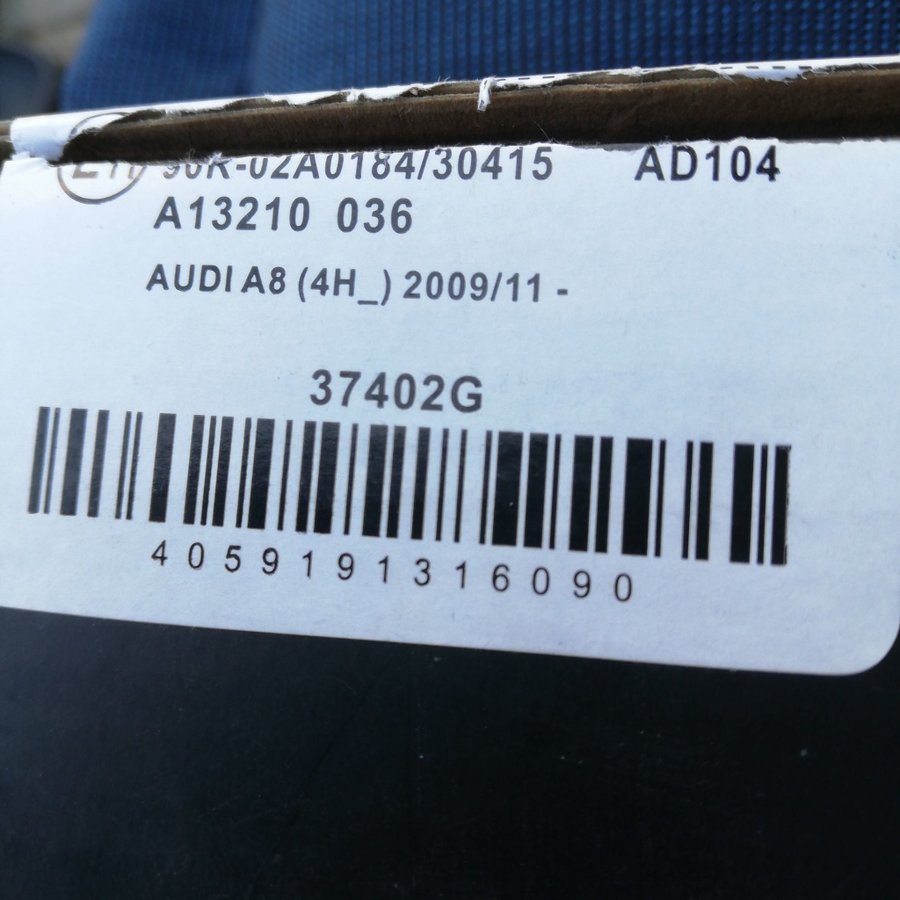 90R-02A0184/30415 AD104
A13210 036
AUDI A8 (4H_) 2009/11 -
37402G
4059191316090